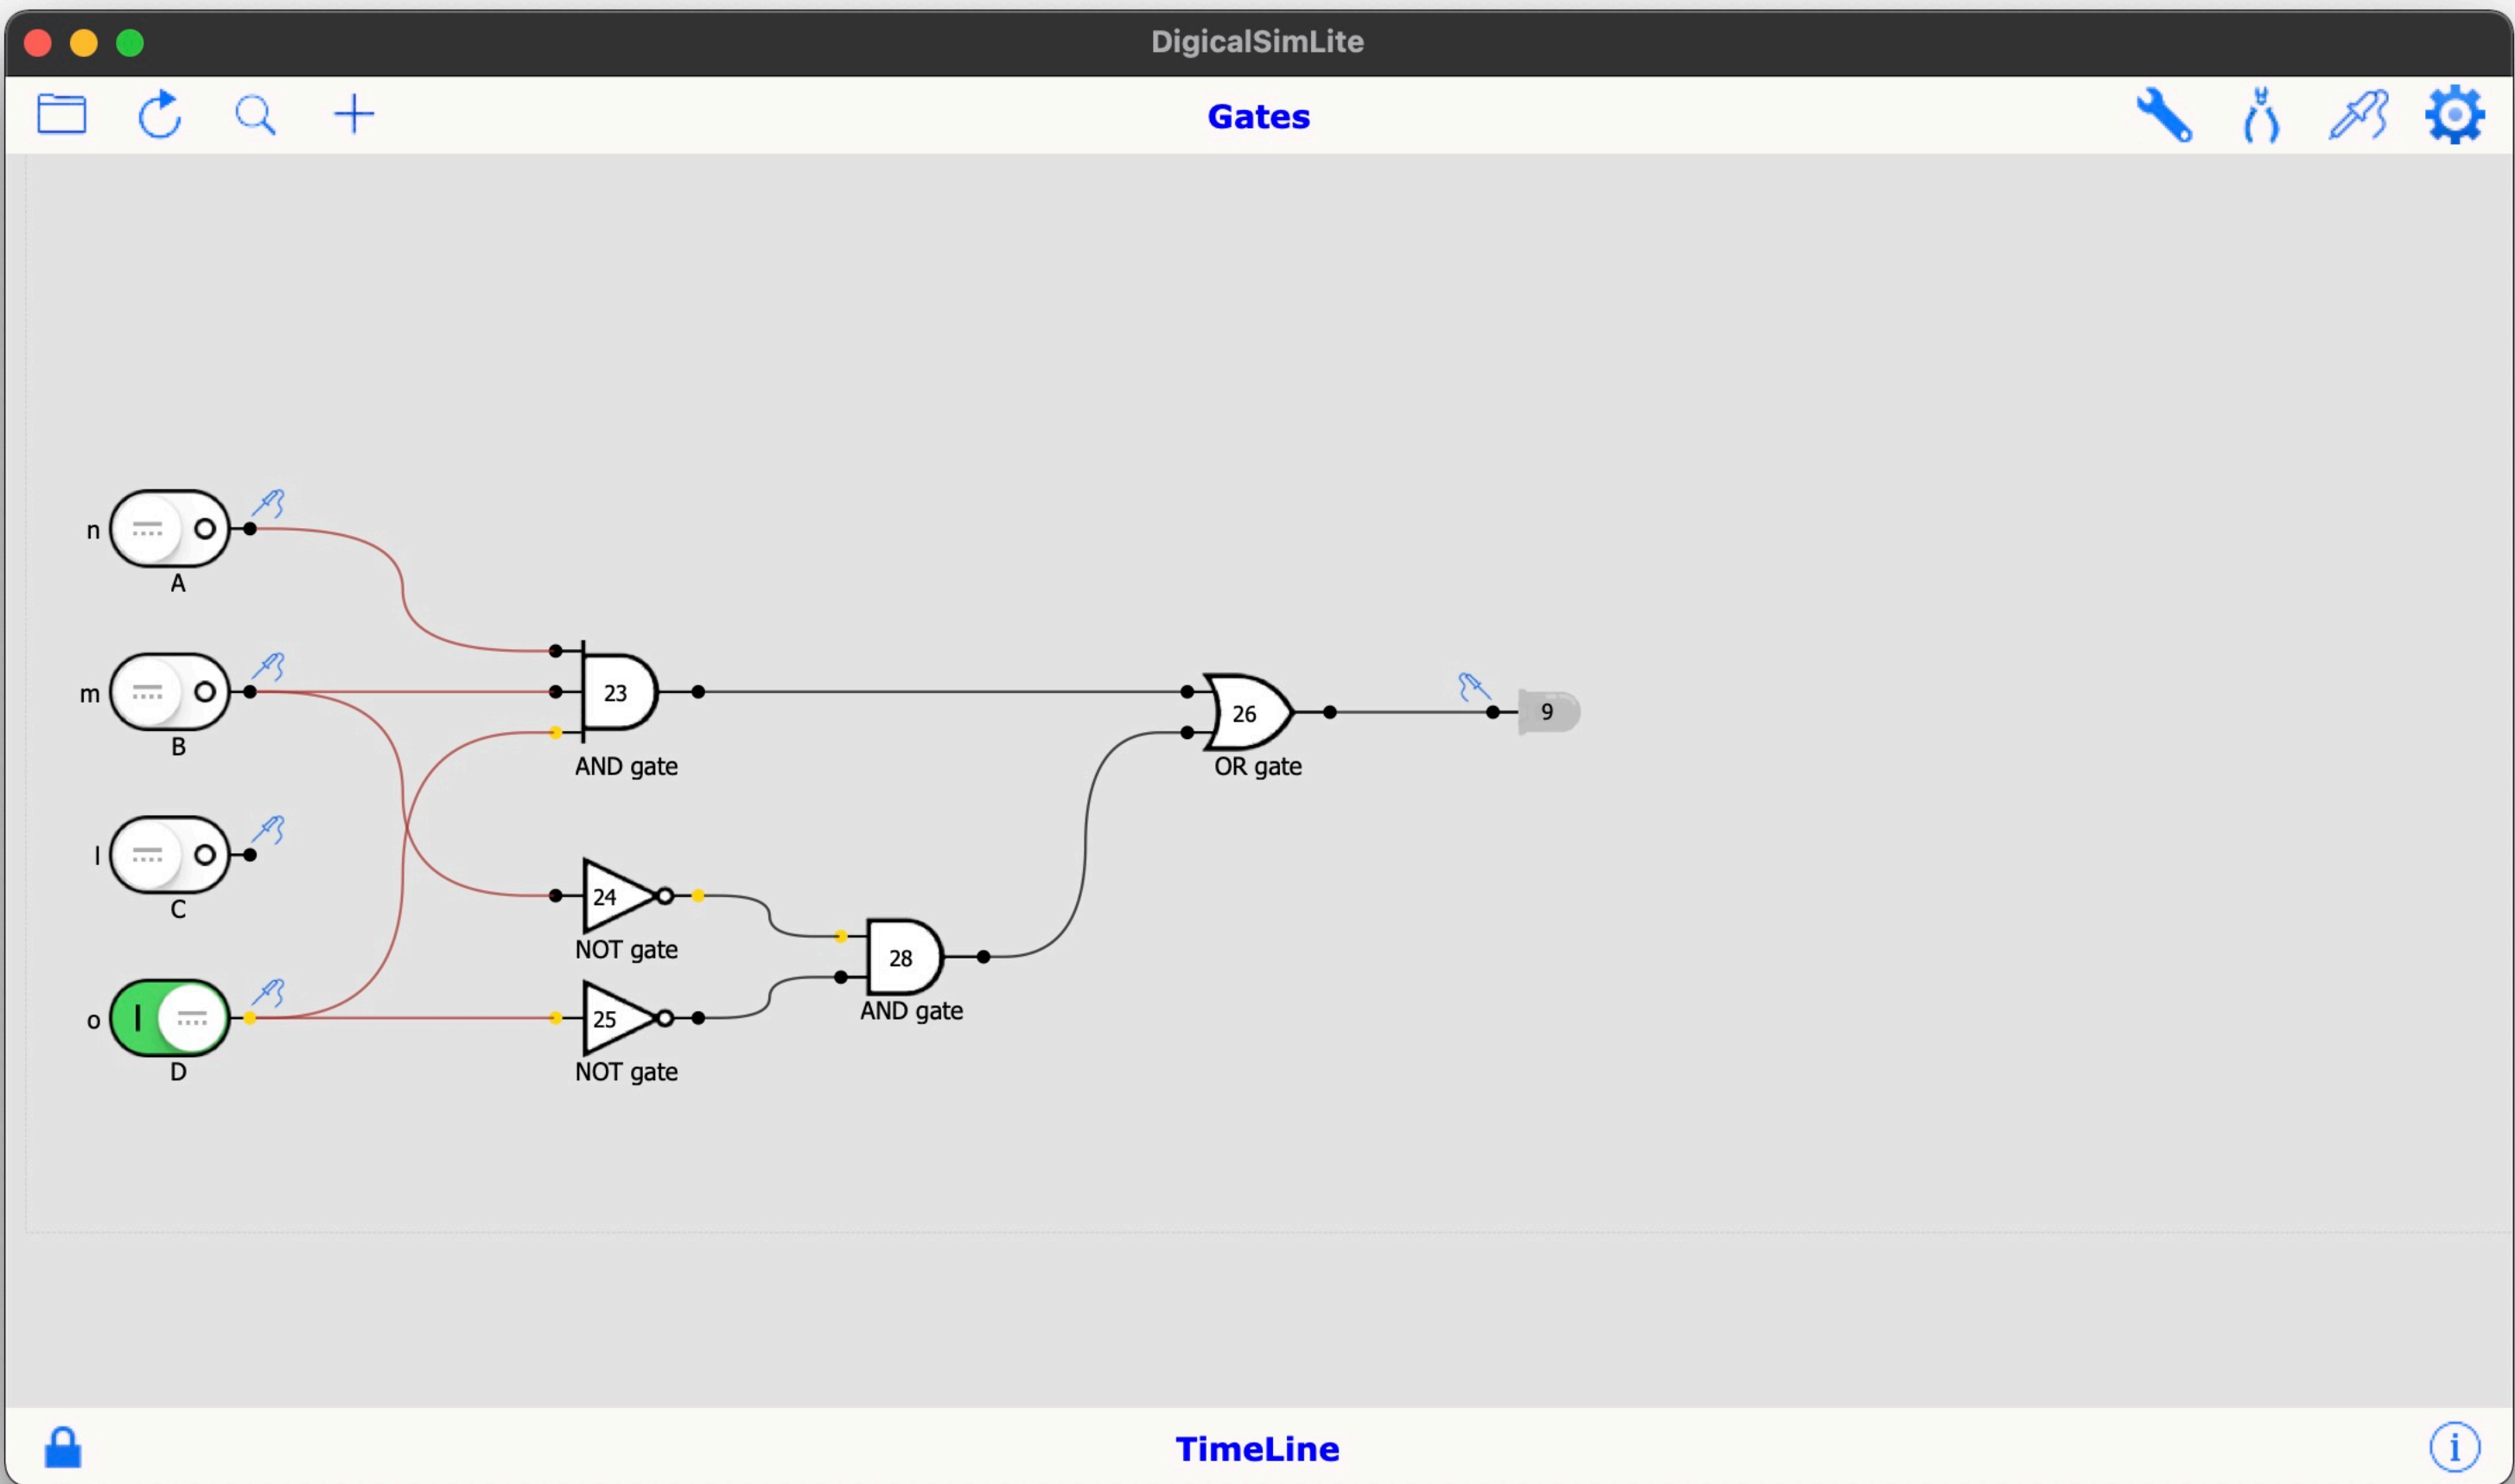 DigicalSimLite
Gates
n
A
m
B
23
AND gate
26
OR gate
9
l
C
24
NOT gate
28
AND gate
o
D
25
NOT gate
TimeLine